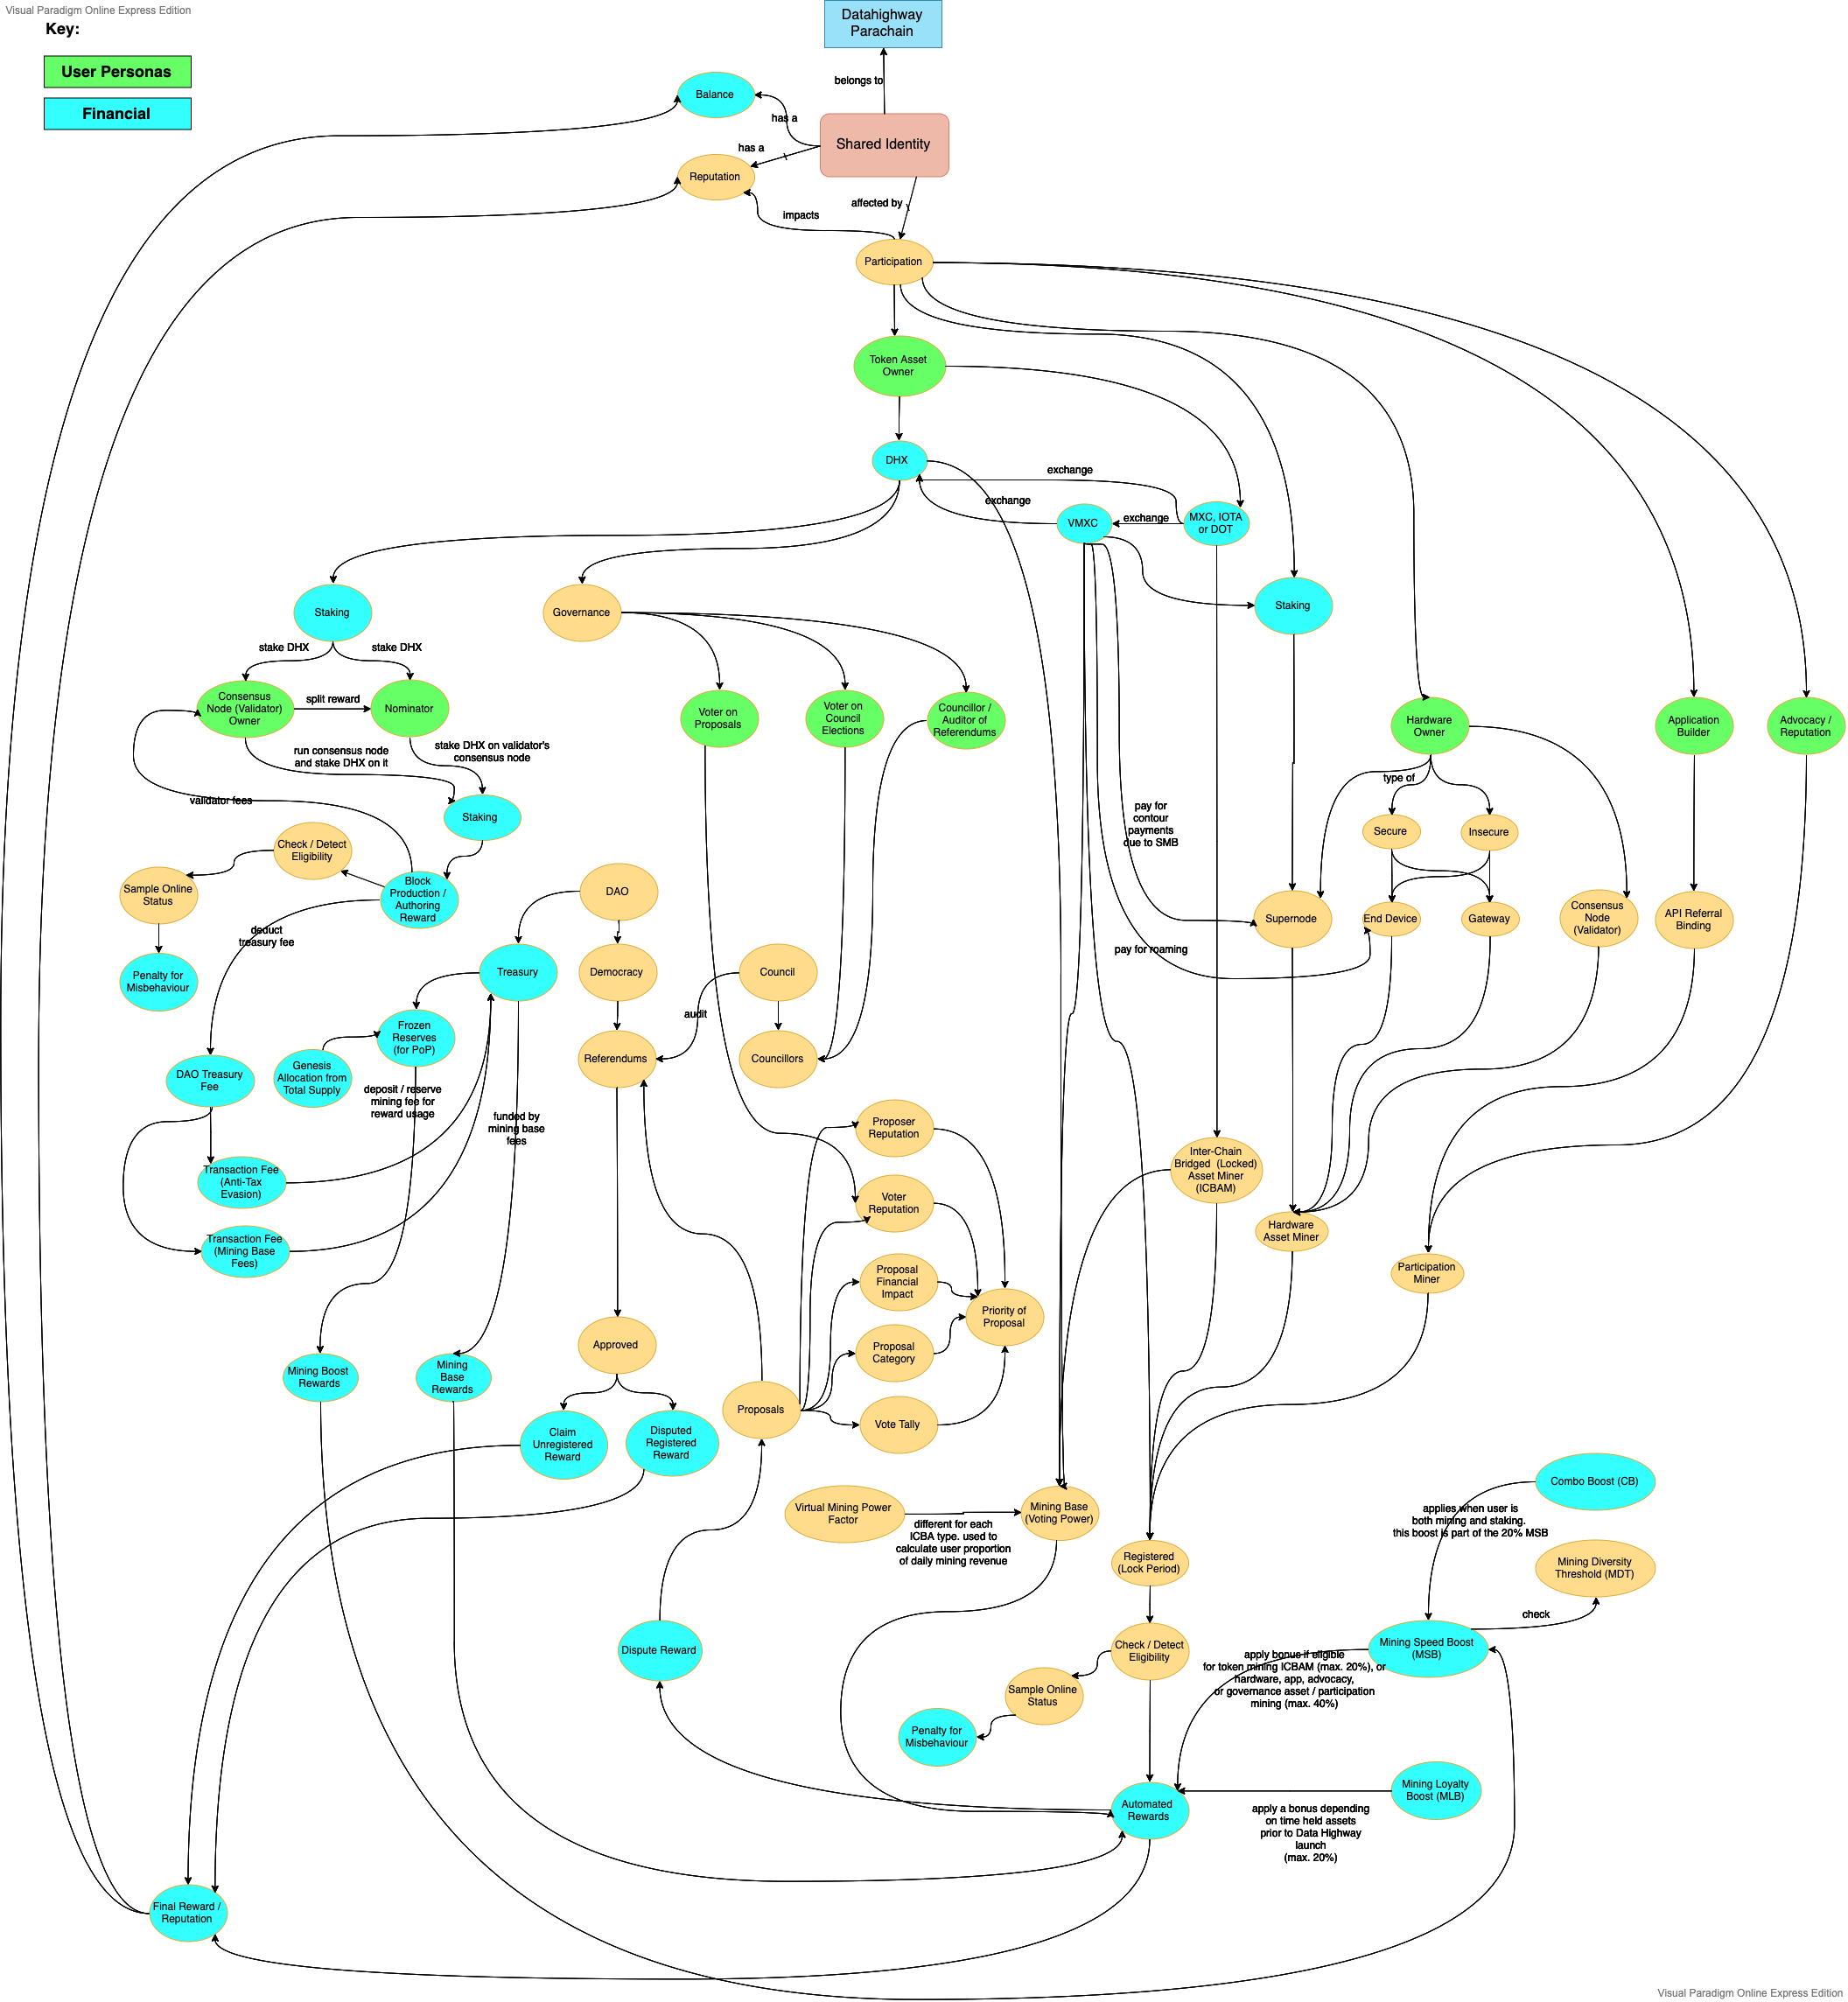 Visual Paradigm Online Express Edition
Key:
User Personas
Financial
Datahighway
Parachain
belongs to
Balance
has a
Shared Identity
has a
Reputation
affected by
impacts
Participation
Token Asset
Owner
DHX
exchange
exchange
VMXC
exchange
MXC, IOTA
or DOT
Staking
Governance
Staking
stake DHX
stake DHX
Consensus
Node (Validator)
Owner
split reward
Nominator
Voter on
Proposals
Voter on
Council
Elections
Councillor /
Auditor of
Referendums
Hardware
Owner
Application
Builder
Advocacy /
Reputation
run consensus node
and stake DHX on it
stake DHX on validator's
consensus node
type of
validator fees
Staking
pay for
contour
payments
due to SMB
Secure
Insecure
Check / Detect
Eligibility
Sample Online
Status
Block
Production /
Authoring
Reward
DAO
Supernode
End Device
Gateway
Consensus
Node
(Validator)
API Referral
Binding
deduct
treasury fee
pay for roaming
Penalty for
Misbehaviour
Treasury
Democracy
Council
audit
Frozen
Reserves
(for PoP)
Referendums
Councillors
DAO Treasury
Fee
Genesis
Allocation from
Total Supply
deposit / reserve
mining fee for
reward usage
funded by
mining base
fees
Proposer
Reputation
Transaction Fee
(Anti-Tax
Evasion)
Inter-Chain
Bridged  (Locked)
Asset Miner
(ICBAM)
Voter
Reputation
Hardware
Asset Miner
Transaction Fee
(Mining Base
Fees)
Proposal
Financial
Impact
Participation
Miner
Priority of
Proposal
Approved
Proposal
Category
Mining Boost
Rewards
Mining
Base
Rewards
Proposals
Vote Tally
Claim
Unregistered
Reward
Disputed
Registered
Reward
Combo Boost (CB)
Virtual Mining Power
Factor
Mining Base
(Voting Power)
applies when user is
both mining and staking.
this boost is part of the 20% MSB
different for each
ICBA type. used to
calculate user proportion
of daily mining revenue
Registered
(Lock Period)
Mining Diversity
Threshold (MDT)
check
Dispute Reward
Check / Detect
Eligibility
Mining Speed Boost
(MSB)
apply bonus if eligible
for token mining ICBAM (max. 20%), or
hardware, app, advocacy,
or governance asset / participation
mining (max. 40%)
Sample Online
Status
Penalty for
Misbehaviour
Mining Loyalty
Boost (MLB)
Automated
Rewards
apply a bonus depending
on time held assets
prior to Data Highway
launch
(max. 20%)
Final Reward /
Reputation
Visual Paradigm Online Express Edition